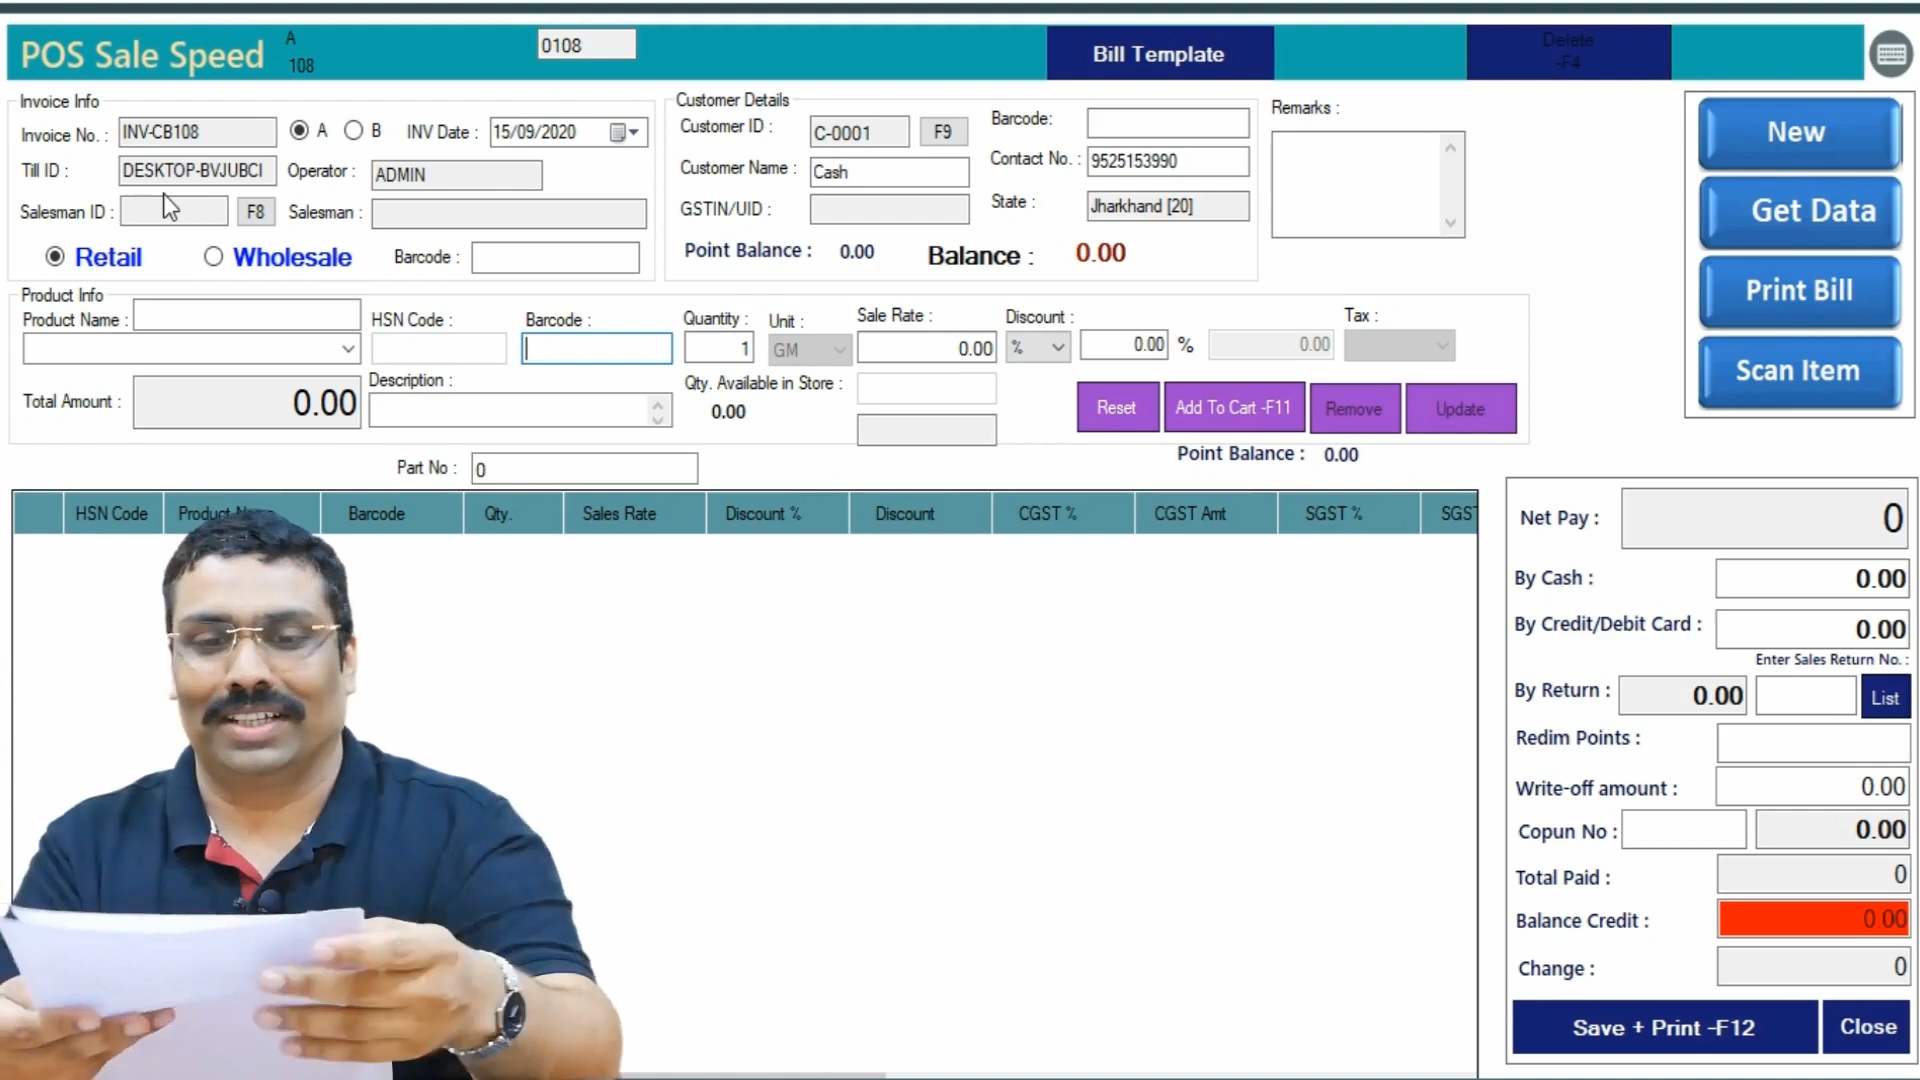 POS Sale Speed
A
108
0108
Bill Template
Delete
-F4
Invoice Info
Invoice No. : INV-CB108 A B INV Date : 15/09/2020
Till ID : DESKTOP-BVJUBCI Operator : ADMIN
Salesman ID : F8 Salesman :
Retail Wholesale Barcode :
Customer Details
Customer ID : C-0001 F9 Barcode:
Customer Name : Cash Contact No. : 9525153990
GSTIN/UID : State : Jharkhand [20]
Point Balance : 0.00 Balance : 0.00
Remarks :
New
Get Data
Print Bill
Scan Item
Product Info
Product Name : HSN Code : Barcode : Quantity : Unit : Sale Rate : Discount : Tax :
1 GM 0.00 % 0.00 % 0.00
Total Amount : 0.00 Description : Qty. Available in Store :
0.00
Reset Add To Cart -F11 Remove Update
Point Balance : 0.00
Part No : 0
HSN Code Barcode Qty. Sales Rate Discount % Discount CGST % CGST Amt SGST % SGST
Net Pay : 0
By Cash : 0.00
By Credit/Debit Card : 0.00
Enter Sales Return No. :
By Return : 0.00 List
Redim Points :
Write-off amount : 0.00
Copun No : 0.00
Total Paid : 0
Balance Credit : 0.00
Change : 0
Save + Print -F12 Close